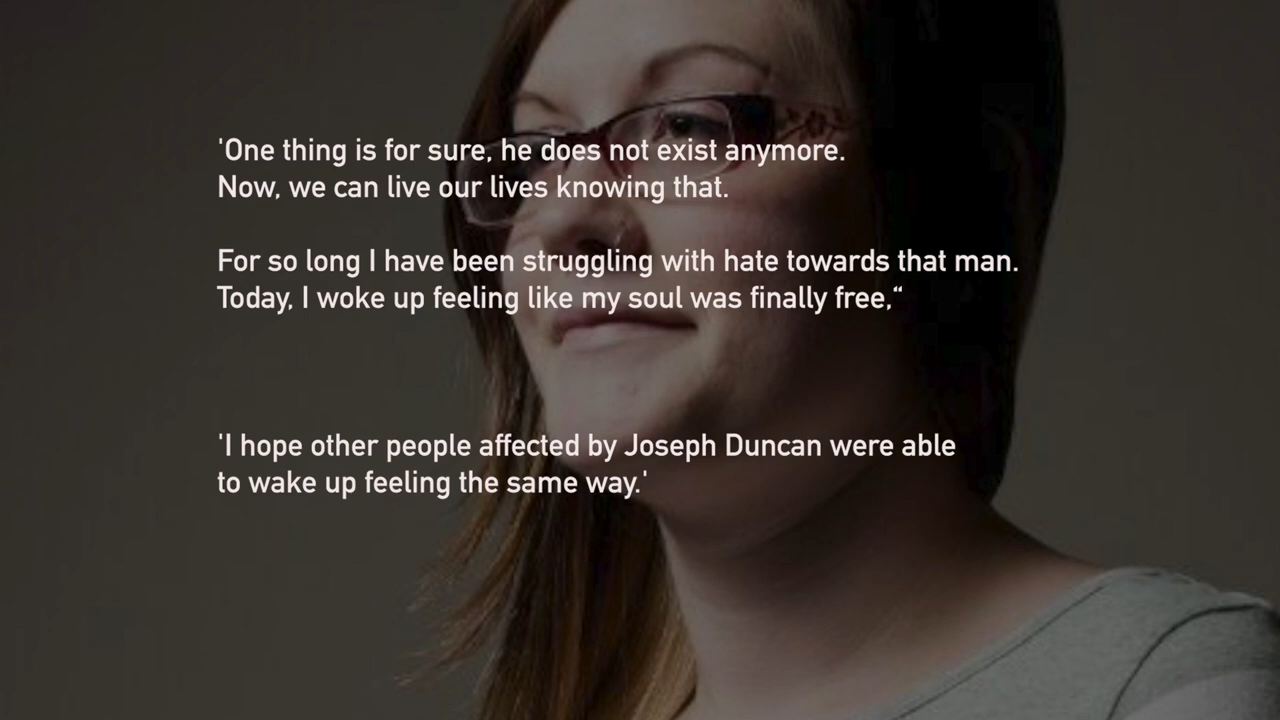 'One thing is for sure, he does not exist anymore.
Now, we can live our lives knowing that.
For so long I have been struggling with hate towards that man.
Today, I woke up feeling like my soul was finally free,“
'I hope other people affected by Joseph Duncan were able
to wake up feeling the same way.'